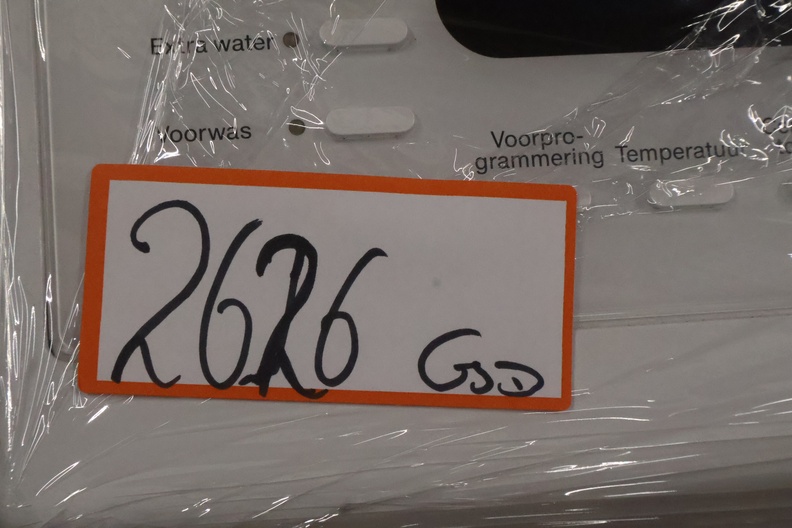 Extra water
Voorwas
Voorpro-
grammering
Temperatuur
2626 GSD